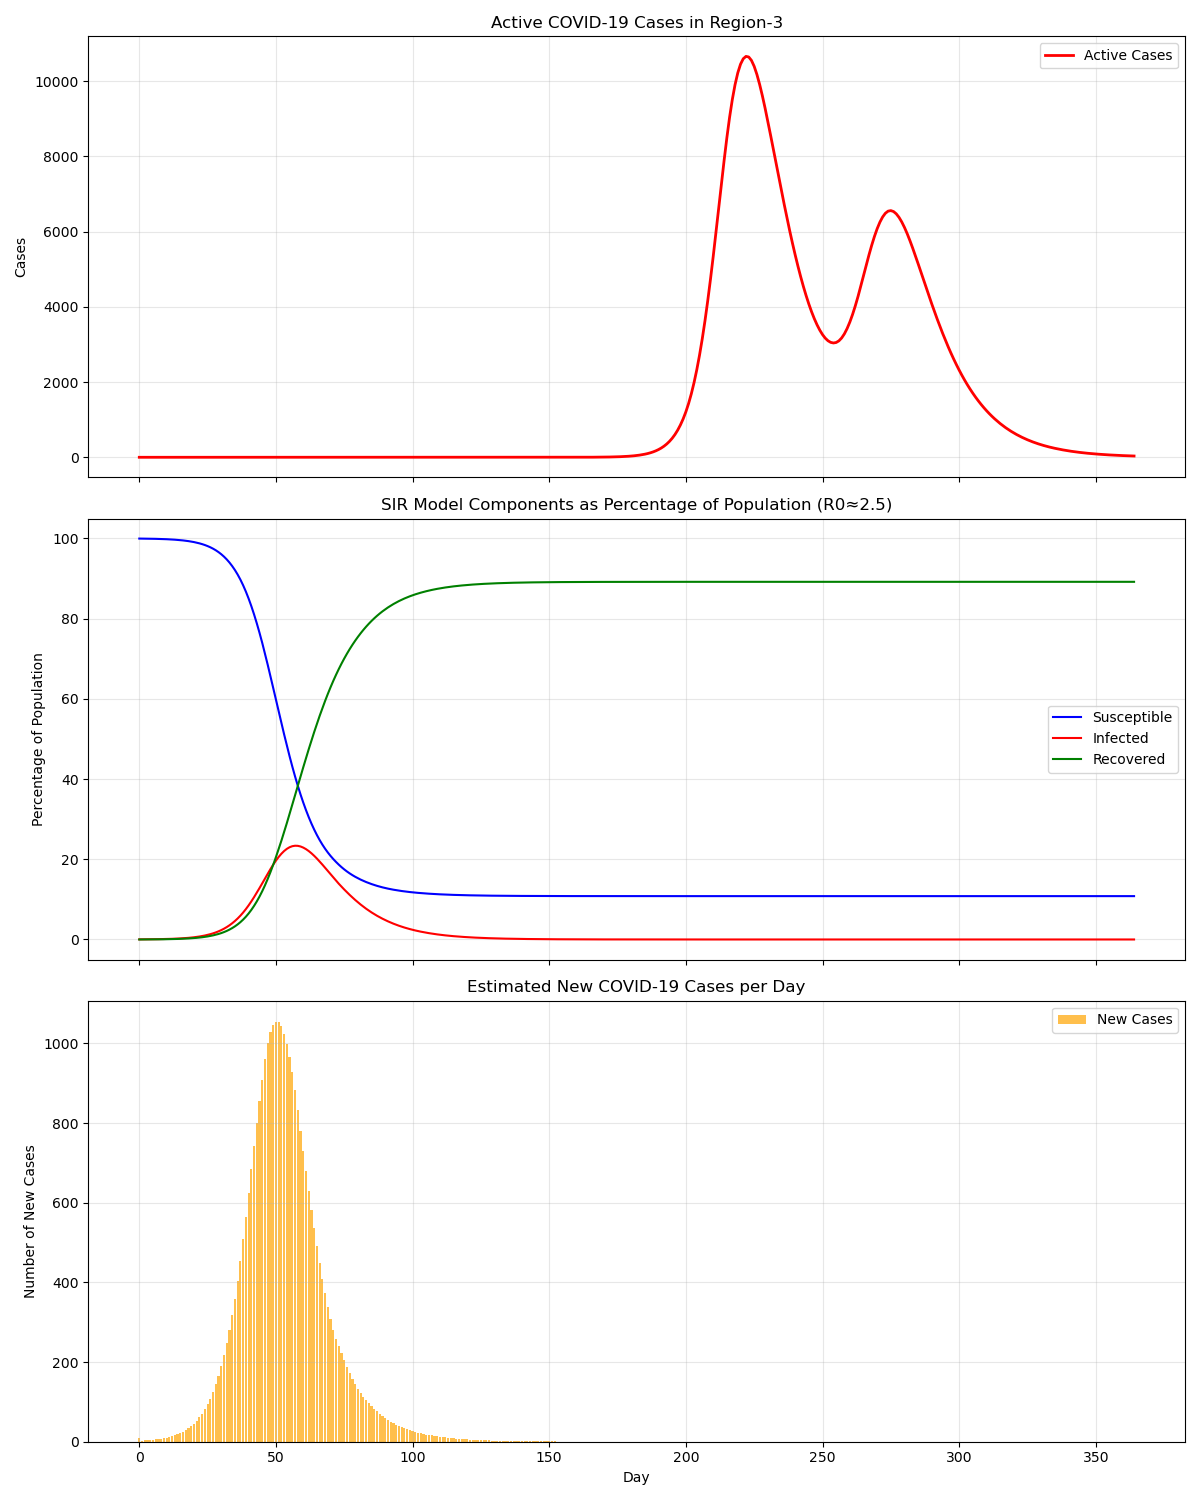 Active COVID-19 Cases in Region-3
Active Cases
10000
8000
6000
4000
2000
0
Cases
SIR Model Components as Percentage of Population (R0≈2.5)
100
80
60
40
20
0
Percentage of Population
Susceptible
Infected
Recovered
Estimated New COVID-19 Cases per Day
New Cases
1000
800
600
400
200
0
Number of New Cases
0 50 100 150 200 250 300 350
Day